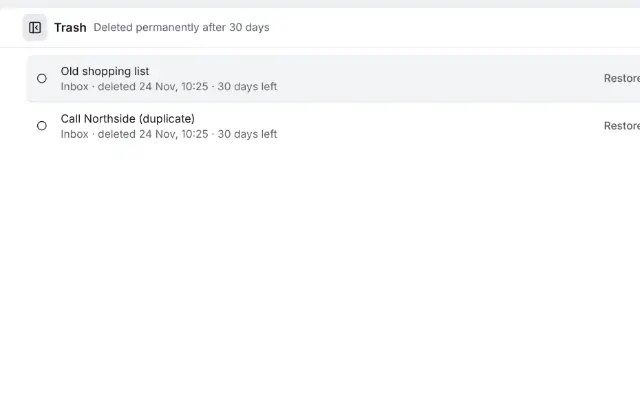 Trash Deleted permanently after 30 days
Old shopping list
Inbox · deleted 24 Nov, 10:25 · 30 days left
Restore
Call Northside (duplicate)
Inbox · deleted 24 Nov, 10:25 · 30 days left
Restore